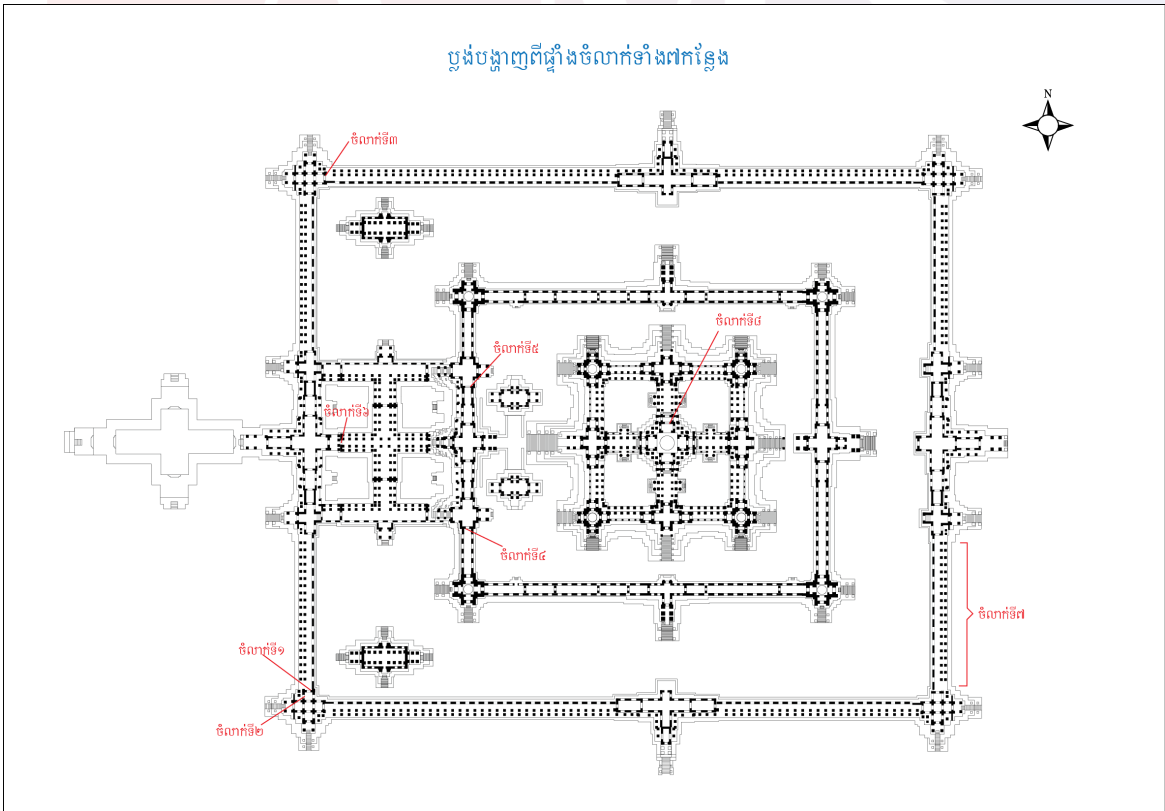 ប្លង់បង្ហាញពីផ្ទាំងចំលាក់ទាំង៧កន្លែង
N
ចំលាក់ទី៣
ចំលាក់ទី៨
ចំលាក់ទី៥
ចំលាក់ទី៦
ចំលាក់ទី៤
ចំលាក់ទី៧
ចំលាក់ទី១
ចំលាក់ទី២